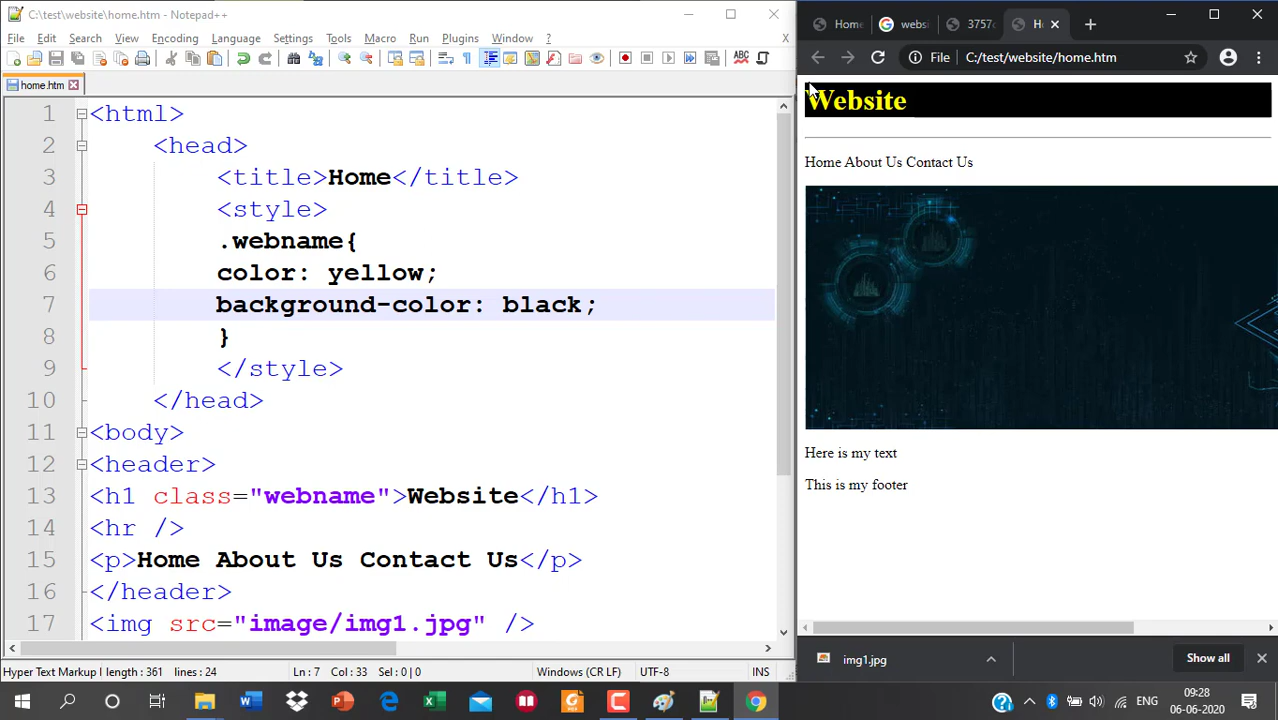 C:\test\website\home.htm - Notepad++
File Edit Search View Encoding Language Settings Tools Macro Run Plugins Window ?
X
home.htm
1 <html>
2 <head>
3 <title>Home</title>
4 <style>
5 .webname{
6 color: yellow;
7 background-color: black;
8 }
9 </style>
10 </head>
11 <body>
12 <header>
13 <h1 class="webname">Website</h1>
14 <hr />
15 <p>Home About Us Contact Us</p>
16 </header>
17 <img src="image/img1.jpg" />
Hyper Text Markup l length : 361 lines : 24 Ln : 7 Col : 33 Sel : 0 | 0 Windows (CR LF) UTF-8 INS
Home websi 3757 H
File C:/test/website/home.htm
Website
Home About Us Contact Us
Here is my text
This is my footer
img1.jpg Show all
ENG 09:28
06-06-2020